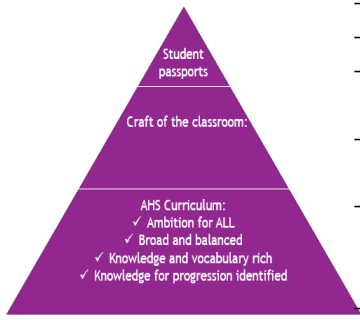 Student
passports
Craft of the classroom:
AHS Curriculum:
✓ Ambition for ALL
✓ Broad and balanced
✓ Knowledge and vocabulary rich
✓ Knowledge for progression identified